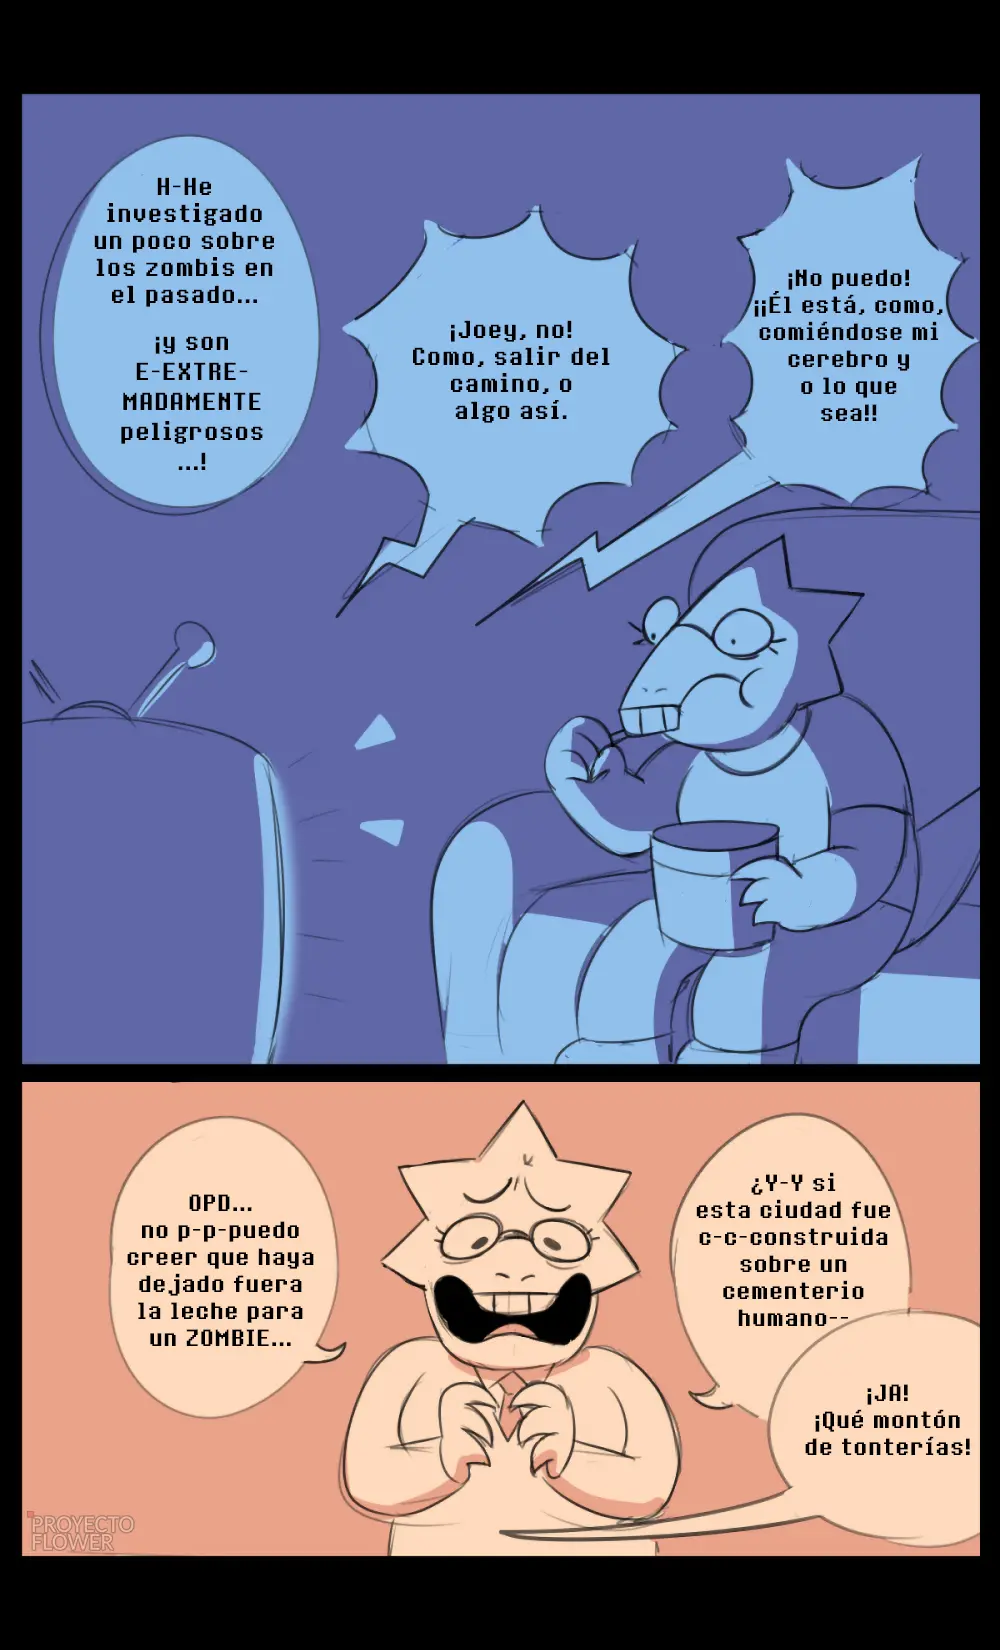 H-He
investigado
un poco sobre
los zombis en
el pasado...
¡y son
E-EXTRE-
MADAMENTE
peligrosos
...!
¡Joey, no!
Como, salir del
camino, o
algo así.
¡No puedo!
¡¡Él está, como,
comiéndose mi
cerebro y
o lo que
sea!!
OPD...
no p-p-puedo
creer que haya
dejado fuera
la leche para
un ZOMBIE...
¿Y-Y si
esta ciudad fue
c-c-construida
sobre un
cementerio
humano--
¡JA!
¡Qué montón
de tonterías!
PROYECTO
FLOWER